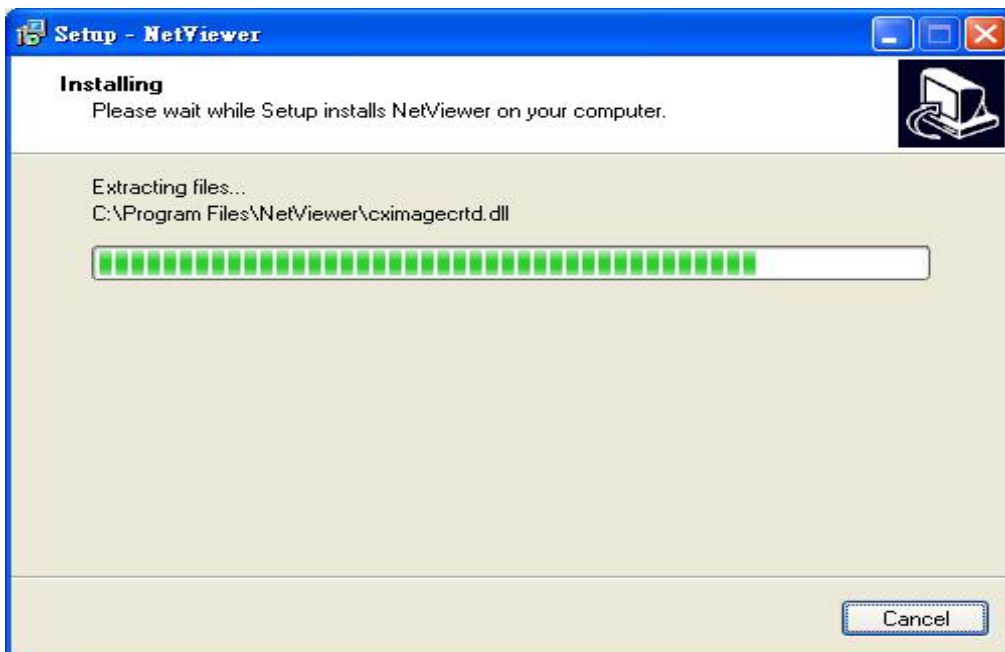 Setup - NetViewer
Installing
Please wait while Setup installs NetViewer on your computer.
Extracting files...
C:\Program Files\NetViewer\cximagecrtd.dll
Cancel